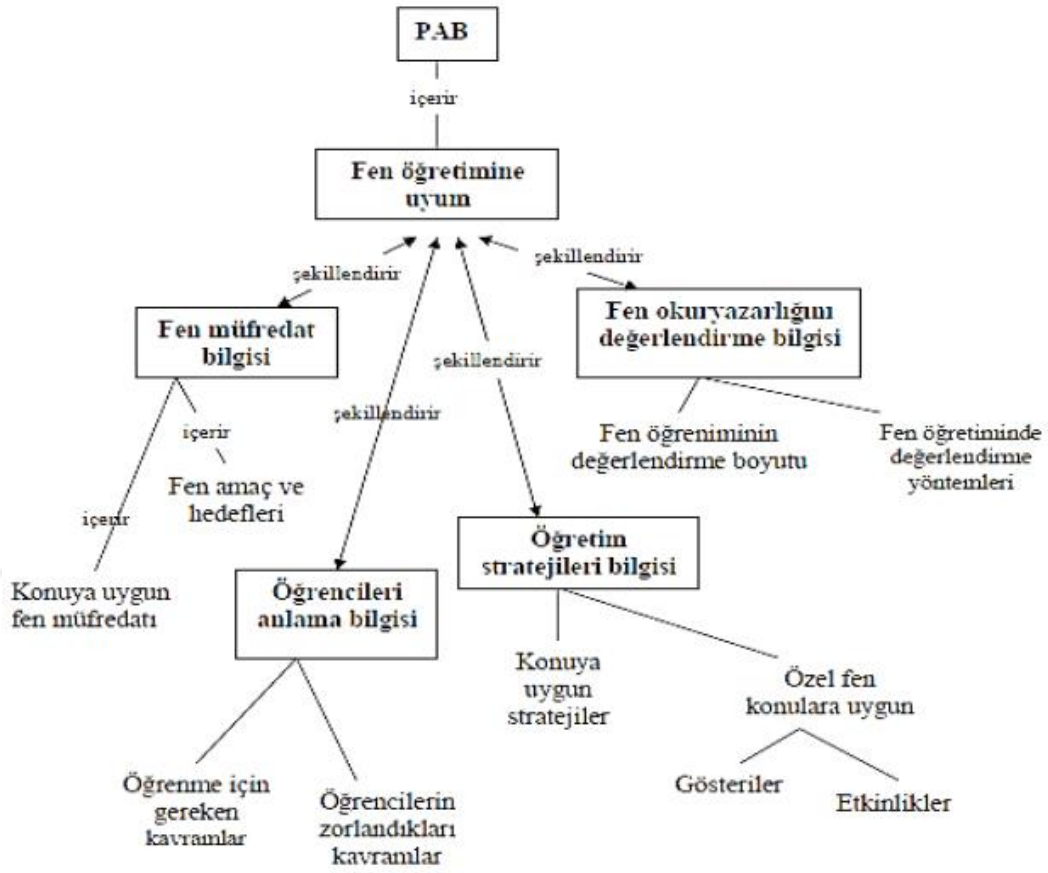 PAB
içerir
Fen öğretimine
uyum
şekillendirir
şekillendirir
Fen müfredat
bilgisi
Fen okuryazarlığını
değerlendirme bilgisi
şekillendirir
şekillendirir
içerir
Fen amaç ve
hedefleri
Fen öğreniminin
değerlendirme boyutu
Fen öğretiminde
değerlendirme
yöntemleri
içerir
Konuya uygun
fen müfredatı
Öğrencileri
anlama bilgisi
Öğretim
stratejileri bilgisi
Konuya
uygun
stratejiler
Özel fen
konulara uygun
Öğrenme için
gereken
kavramlar
Öğrencilerin
zorlandıkları
kavramlar
Gösteriler
Etkinlikler